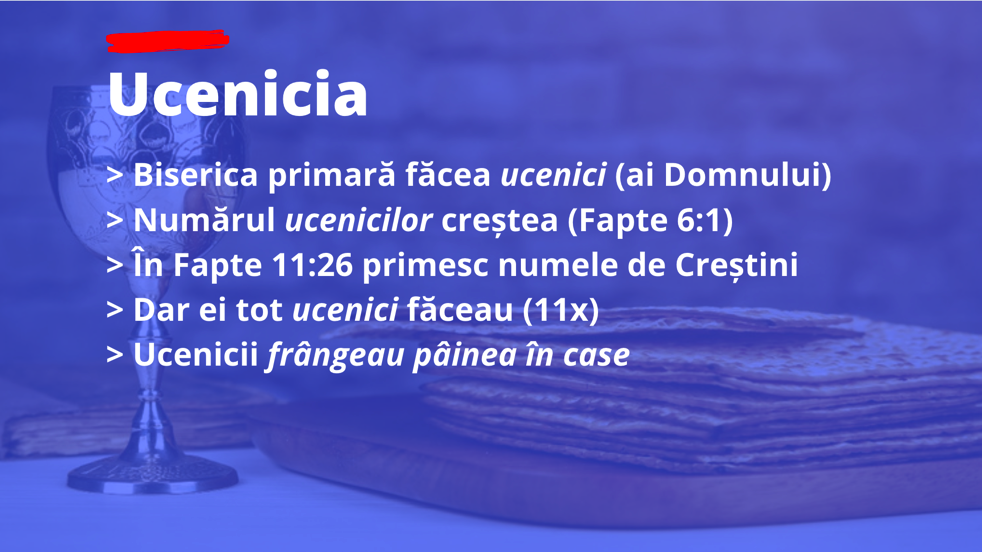 Ucenicia
> Biserica primară făcea ucenici (ai Domnului)
> Numărul ucenicilor creștea (Fapte 6:1)
> În Fapte 11:26 primesc numele de Creștini
> Dar ei tot ucenici făceau (11x)
> Ucenicii frângeau pâinea în case